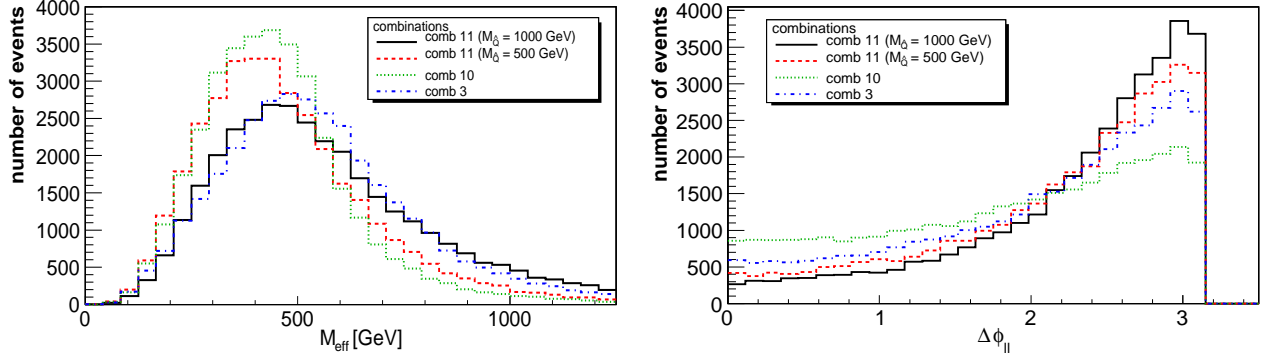 number of events
4000
3500
3000
2500
2000
1500
1000
500
0
combinations
comb 11 (M_Q̂ = 1000 GeV)
comb 11 (M_Q̂ = 500 GeV)
comb 10
comb 3
0 500 1000
M_eff [GeV]
number of events
4000
3500
3000
2500
2000
1500
1000
500
0
combinations
comb 11 (M_Q̂ = 1000 GeV)
comb 11 (M_Q̂ = 500 GeV)
comb 10
comb 3
0 1 2 3
Δϕ_ll